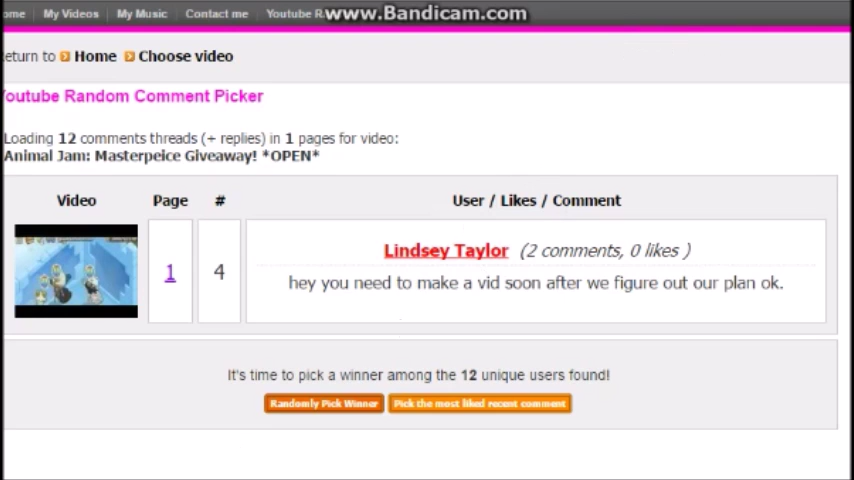 ome My Videos My Music Contact me Youtube R
www.Bandicam.com
eturn to Home Choose video
outube Random Comment Picker
Loading 12 comments threads (+ replies) in 1 pages for video:
Animal Jam: Masterpeice Giveaway! *OPEN*
Video Page # User / Likes / Comment
1 4 Lindsey Taylor (2 comments, 0 likes )
hey you need to make a vid soon after we figure out our plan ok.
It's time to pick a winner among the 12 unique users found!
Randomly Pick Winner Pick the most liked recent comment